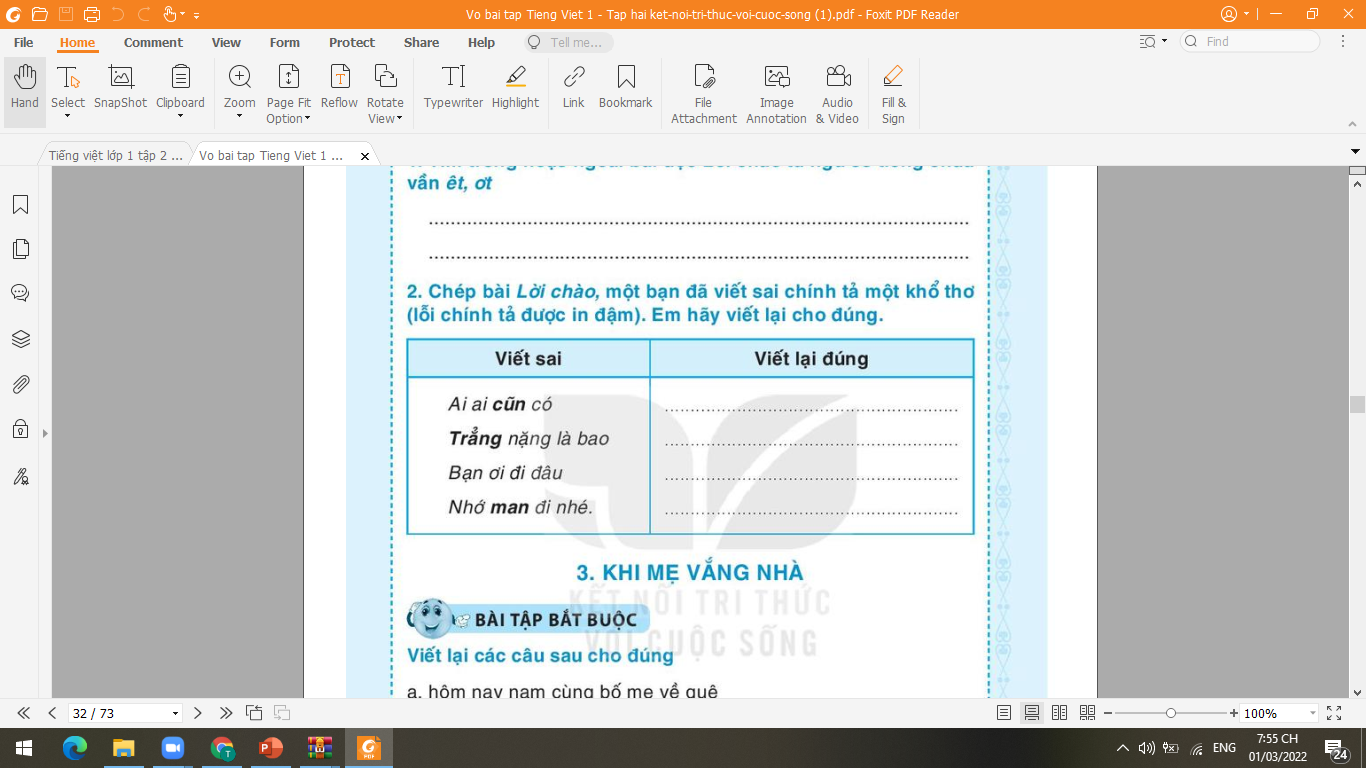 Vo bai tap Tieng Viet 1 - Tap hai ket-noi-tri-thuc-voi-cuoc-song (1).pdf - Foxit PDF Reader
File Home Comment View Form Protect Share Help Tell me... Find
Hand Select SnapShot Clipboard Zoom Page Fit Option Reflow Rotate View Typewriter Highlight Link Bookmark File Attachment Image Annotation Audio & Video Fill & Sign
Tiếng việt lớp 1 tập 2 ... Vo bai tap Tieng Viet 1 ...
vần êt, ơt
2. Chép bài Lời chào, một bạn đã viết sai chính tả một khổ thơ
(lỗi chính tả được in đậm). Em hãy viết lại cho đúng.
Viết sai Viết lại đúng
Ai ai cũn có
Trẳng nặng là bao
Bạn ơi đi đâu
Nhớ man đi nhé.
3. KHI MẸ VẮNG NHÀ
KẾT NỐI TRI THỨC
BÀI TẬP BẮT BUỘC
VỚI CUỘC SỐNG
Viết lại các câu sau cho đúng
a. hôm nay nam cùng bố mẹ về quê
32 / 73 100%
ENG 7:55 CH
01/03/2022 24